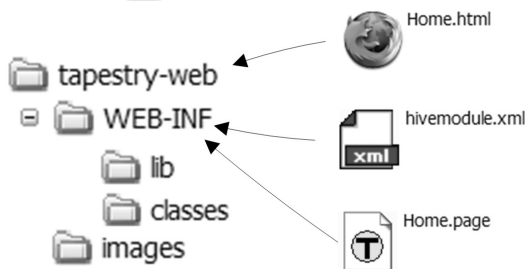 Home.html
tapestry-web
WEB-INF
hivemodule.xml
xml
lib
classes
Home.page
T
images